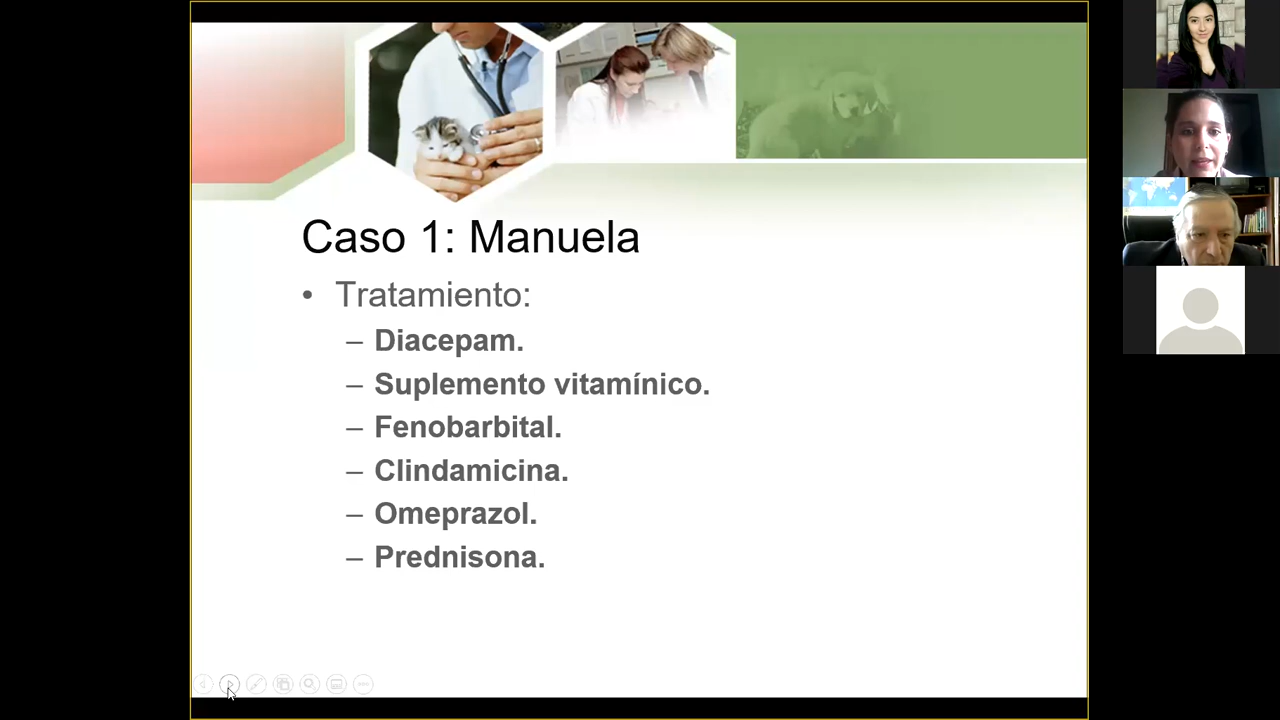 Caso 1: Manuela
• Tratamiento:
– Diacepam.
– Suplemento vitamínico.
– Fenobarbital.
– Clindamicina.
– Omeprazol.
– Prednisona.